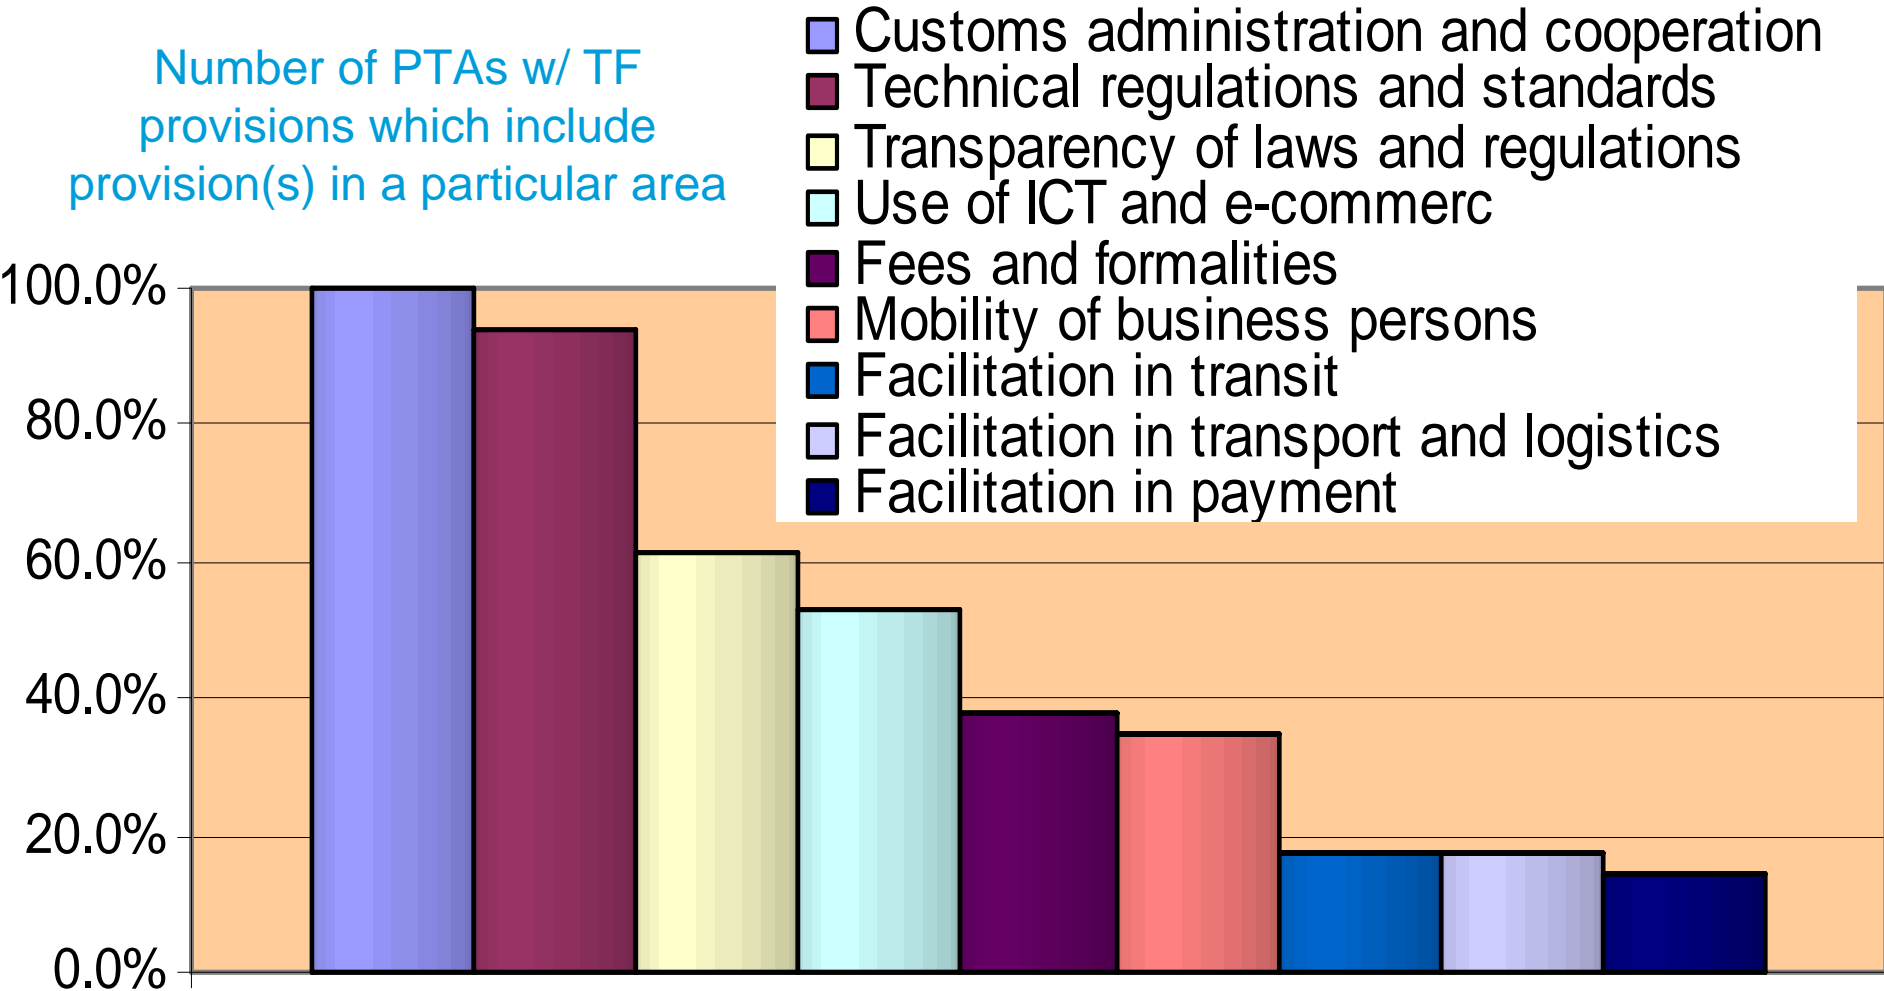 Number of PTAs w/ TF
provisions which include
provision(s) in a particular area
Customs administration and cooperation
Technical regulations and standards
Transparency of laws and regulations
Use of ICT and e-commerc
Fees and formalities
Mobility of business persons
Facilitation in transit
Facilitation in transport and logistics
Facilitation in payment
100.0%
80.0%
60.0%
40.0%
20.0%
0.0%